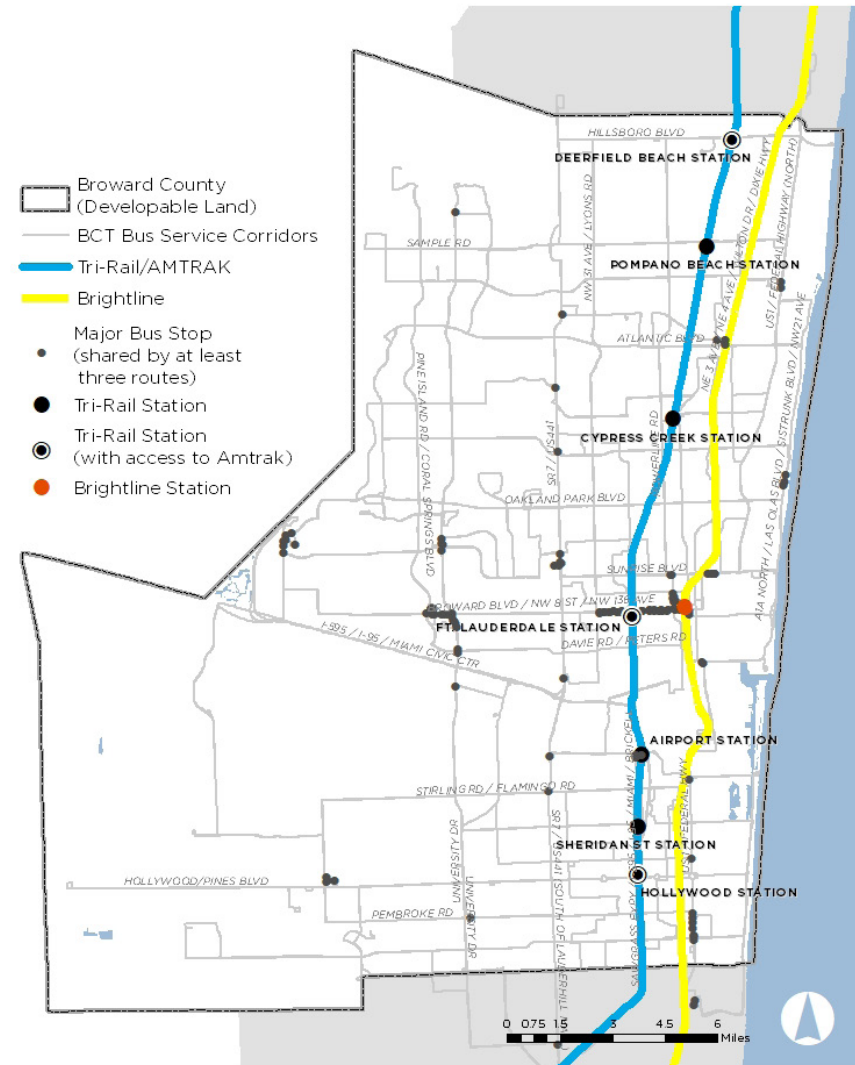 HILLSBORO BLVD
DEERFIELD BEACH STATION
Broward County
(Developable Land)
BCT Bus Service Corridors
Tri-Rail/AMTRAK
Brightline
Major Bus Stop
(shared by at least
three routes)
Tri-Rail Station
Tri-Rail Station
(with access to Amtrak)
Brightline Station
SAMPLE RD
NW 31 AVE / LYONS RD
POMPANO BEACH STATION
US1 / FEDERAL HIGHWAY (NORTH)
ATLANTIC BLVD
PINE ISLAND RD / CORAL SPRINGS BLVD
SR7 / US441
CYPRESS CREEK STATION
OAKLAND PARK BLVD
A1A NORTH / LAS OLAS BLVD / SISTRUNK BLVD / NW21 AVE
SUNRISE BLVD
BROWARD BLVD / NW 8 ST / NW 136 AVE
FT. LAUDERDALE STATION
DAVIE RD / PETERS RD
I-595 / I-95 / MIAMI CIVIC CTR
AIRPORT STATION
STIRLING RD / FLAMINGO RD
SHERIDAN ST STATION
UNIVERSITY DR
HOLLYWOOD/PINES BLVD
HOLLYWOOD STATION
PEMBROKE RD
UNIVERSITY DR
0 0.75 1.5 3 4.5 6
Miles